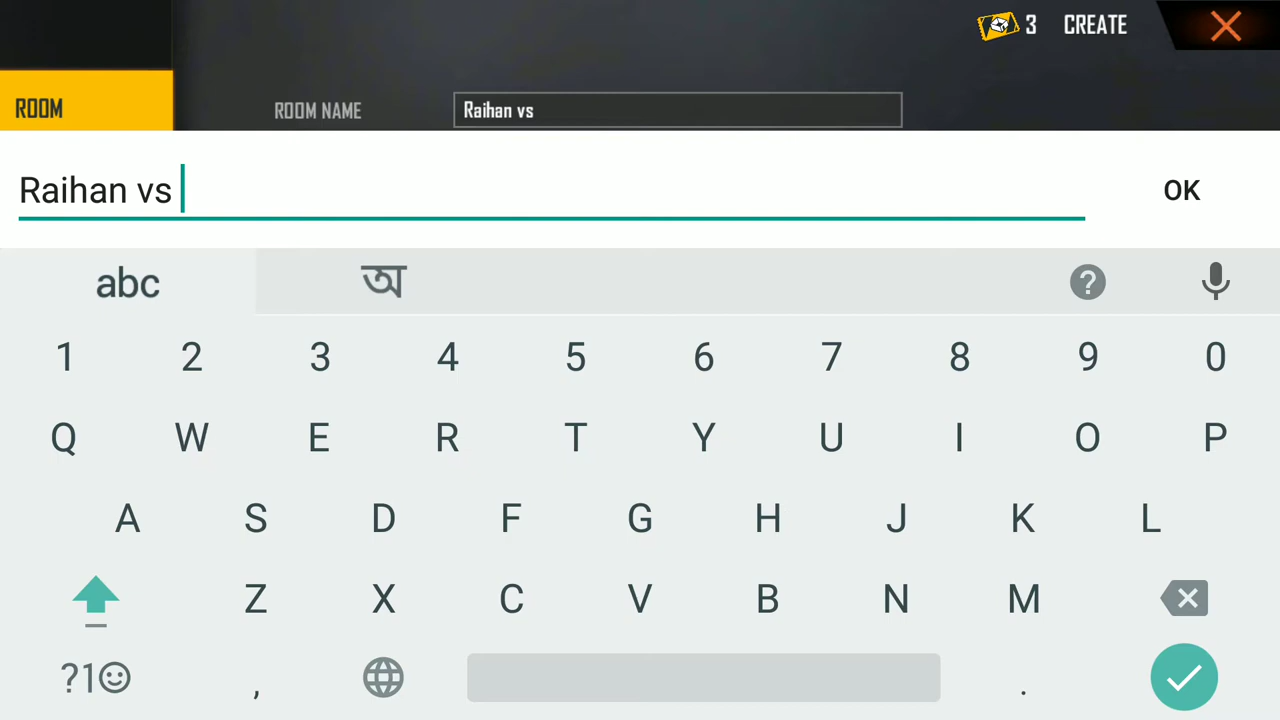 3 CREATE
ROOM ROOM NAME Raihan vs
Raihan vs OK
abc অ ?
1 2 3 4 5 6 7 8 9 0
Q W E R T Y U I O P
A S D F G H J K L
Z X C V B N M
?1 , .